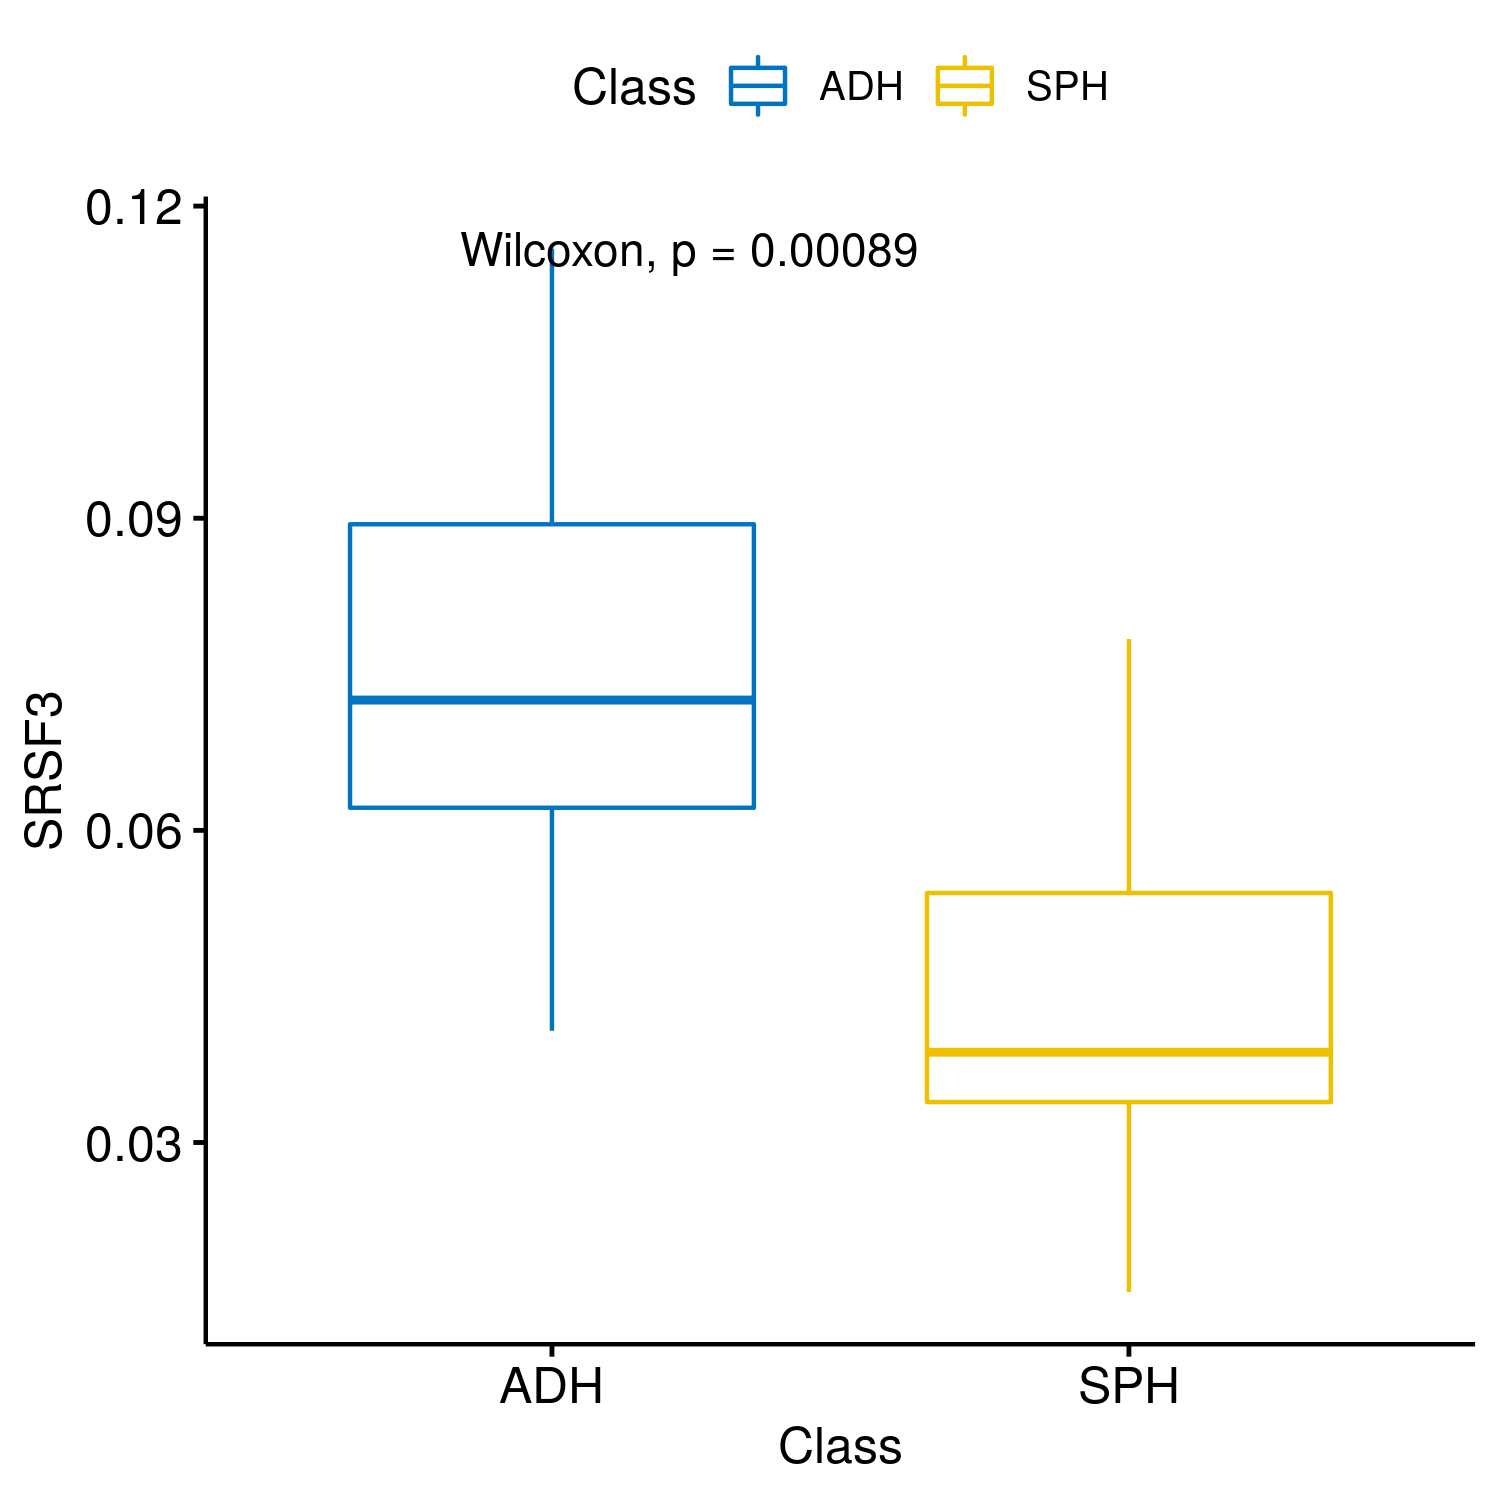 Class ADH SPH
0.12
Wilcoxon, p = 0.00089
0.09
0.06
0.03
SRSF3
ADH SPH
Class